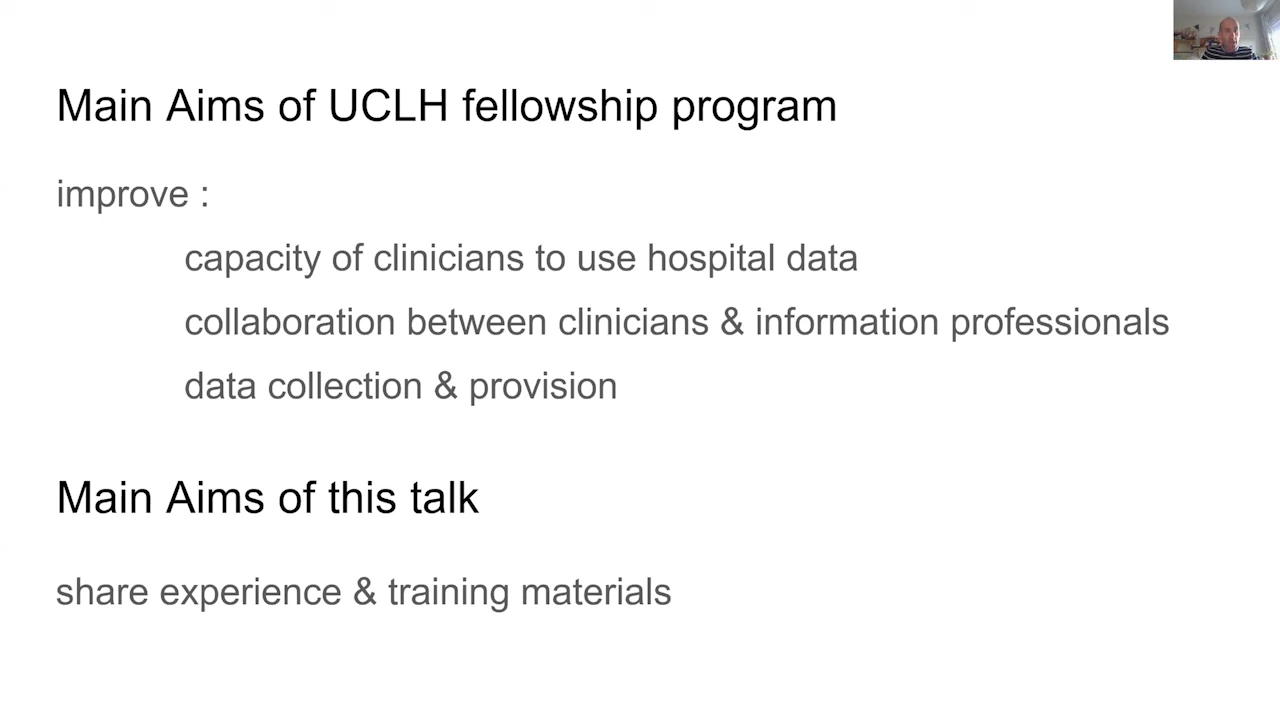 Main Aims of UCLH fellowship program
improve :
capacity of clinicians to use hospital data
collaboration between clinicians & information professionals
data collection & provision
Main Aims of this talk
share experience & training materials